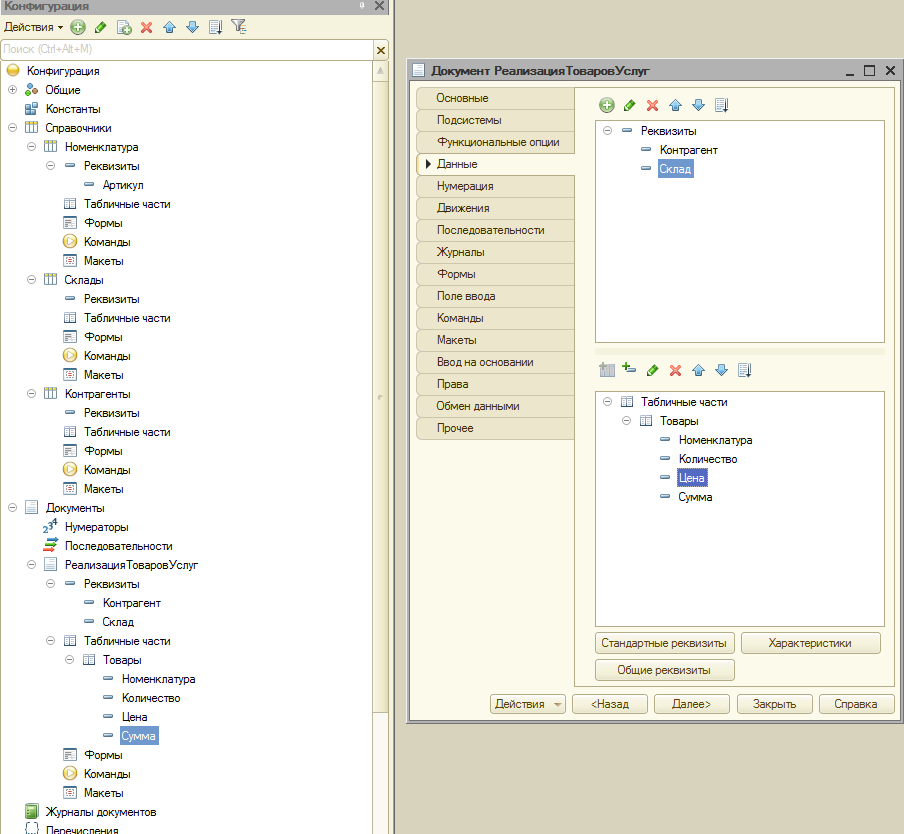 Конфигурация
Действия
Поиск (Ctrl+Alt+M)
Конфигурация
Общие
Константы
Справочники
Номенклатура
Реквизиты
Артикул
Табличные части
Формы
Команды
Макеты
Склады
Реквизиты
Табличные части
Формы
Команды
Макеты
Контрагенты
Реквизиты
Табличные части
Формы
Команды
Макеты
Документы
Нумераторы
Последовательности
РеализацияТоваровУслуг
Реквизиты
Контрагент
Склад
Табличные части
Товары
Номенклатура
Количество
Цена
Сумма
Формы
Команды
Макеты
Журналы документов
Перечисления
Документ РеализацияТоваровУслуг
Основные
Подсистемы
Функциональные опции
Данные
Нумерация
Движения
Последовательности
Журналы
Формы
Поле ввода
Команды
Макеты
Ввод на основании
Права
Обмен данными
Прочее
Реквизиты
Контрагент
Склад
Табличные части
Товары
Номенклатура
Количество
Цена
Сумма
Стандартные реквизиты
Характеристики
Общие реквизиты
Действия
<Назад
Далее>
Закрыть
Справка